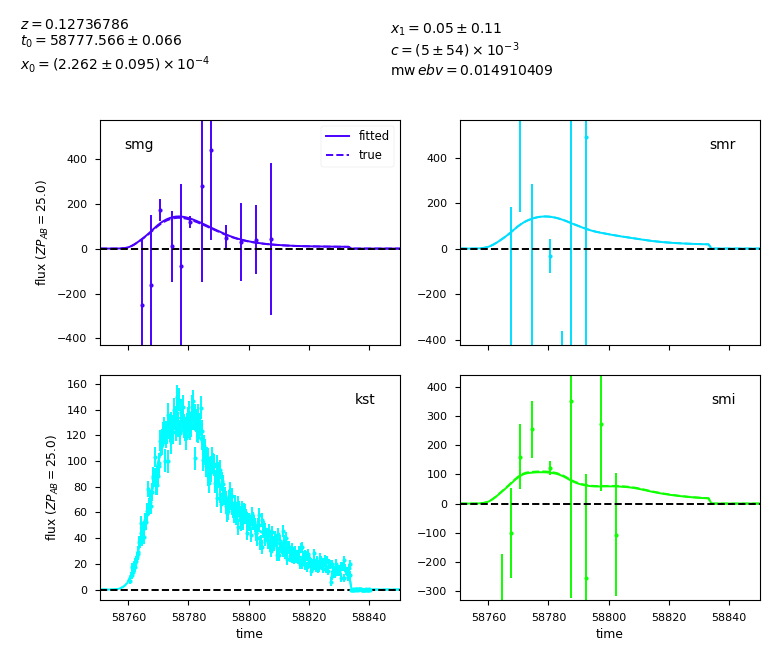 z = 0.12736786
t₀ = 58777.566 ± 0.066
x₀ = (2.262 ± 0.095) × 10⁻⁴
x₁ = 0.05 ± 0.11
c = (5 ± 54) × 10⁻³
mw ebv = 0.014910409
smg
fitted
true
400
200
0
−200
−400
flux (ZP_AB = 25.0)
smr
400
200
0
−200
−400
kst
160
140
120
100
80
60
40
20
0
flux (ZP_AB = 25.0)
58760 58780 58800 58820 58840
time
smi
400
300
200
100
0
−100
−200
−300
58760 58780 58800 58820 58840
time